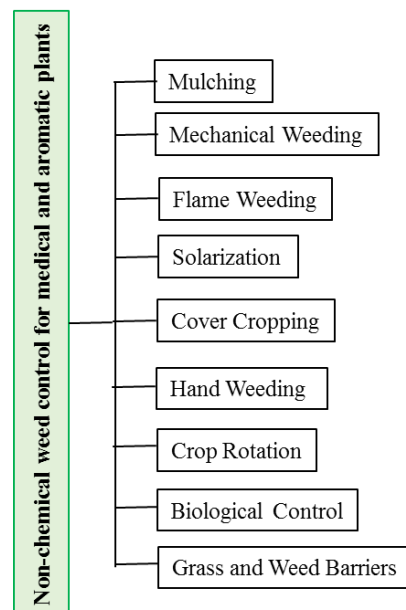 Non-chemical weed control for medical and aromatic plants
Mulching
Mechanical Weeding
Flame Weeding
Solarization
Cover Cropping
Hand Weeding
Crop Rotation
Biological Control
Grass and Weed Barriers